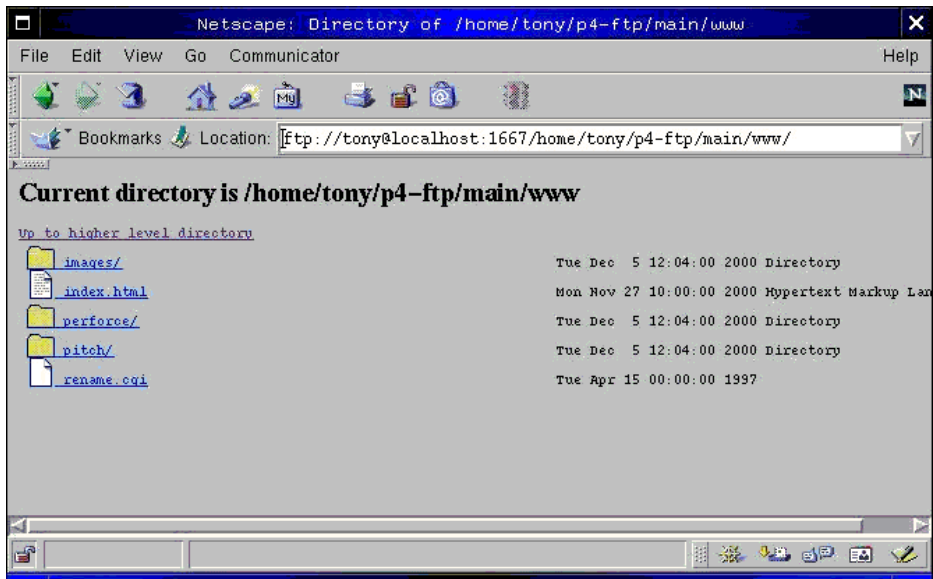 Netscape: Directory of /home/tony/p4-ftp/main/www
File Edit View Go Communicator Help
My N
Bookmarks Location: ftp://tony@localhost:1667/home/tony/p4-ftp/main/www/
Current directory is /home/tony/p4-ftp/main/www
Up to higher level directory
images/ Tue Dec 5 12:04:00 2000 Directory
index.html Mon Nov 27 10:00:00 2000 Hypertext Markup Lan
perforce/ Tue Dec 5 12:04:00 2000 Directory
pitch/ Tue Dec 5 12:04:00 2000 Directory
rename.cgi Tue Apr 15 00:00:00 1997